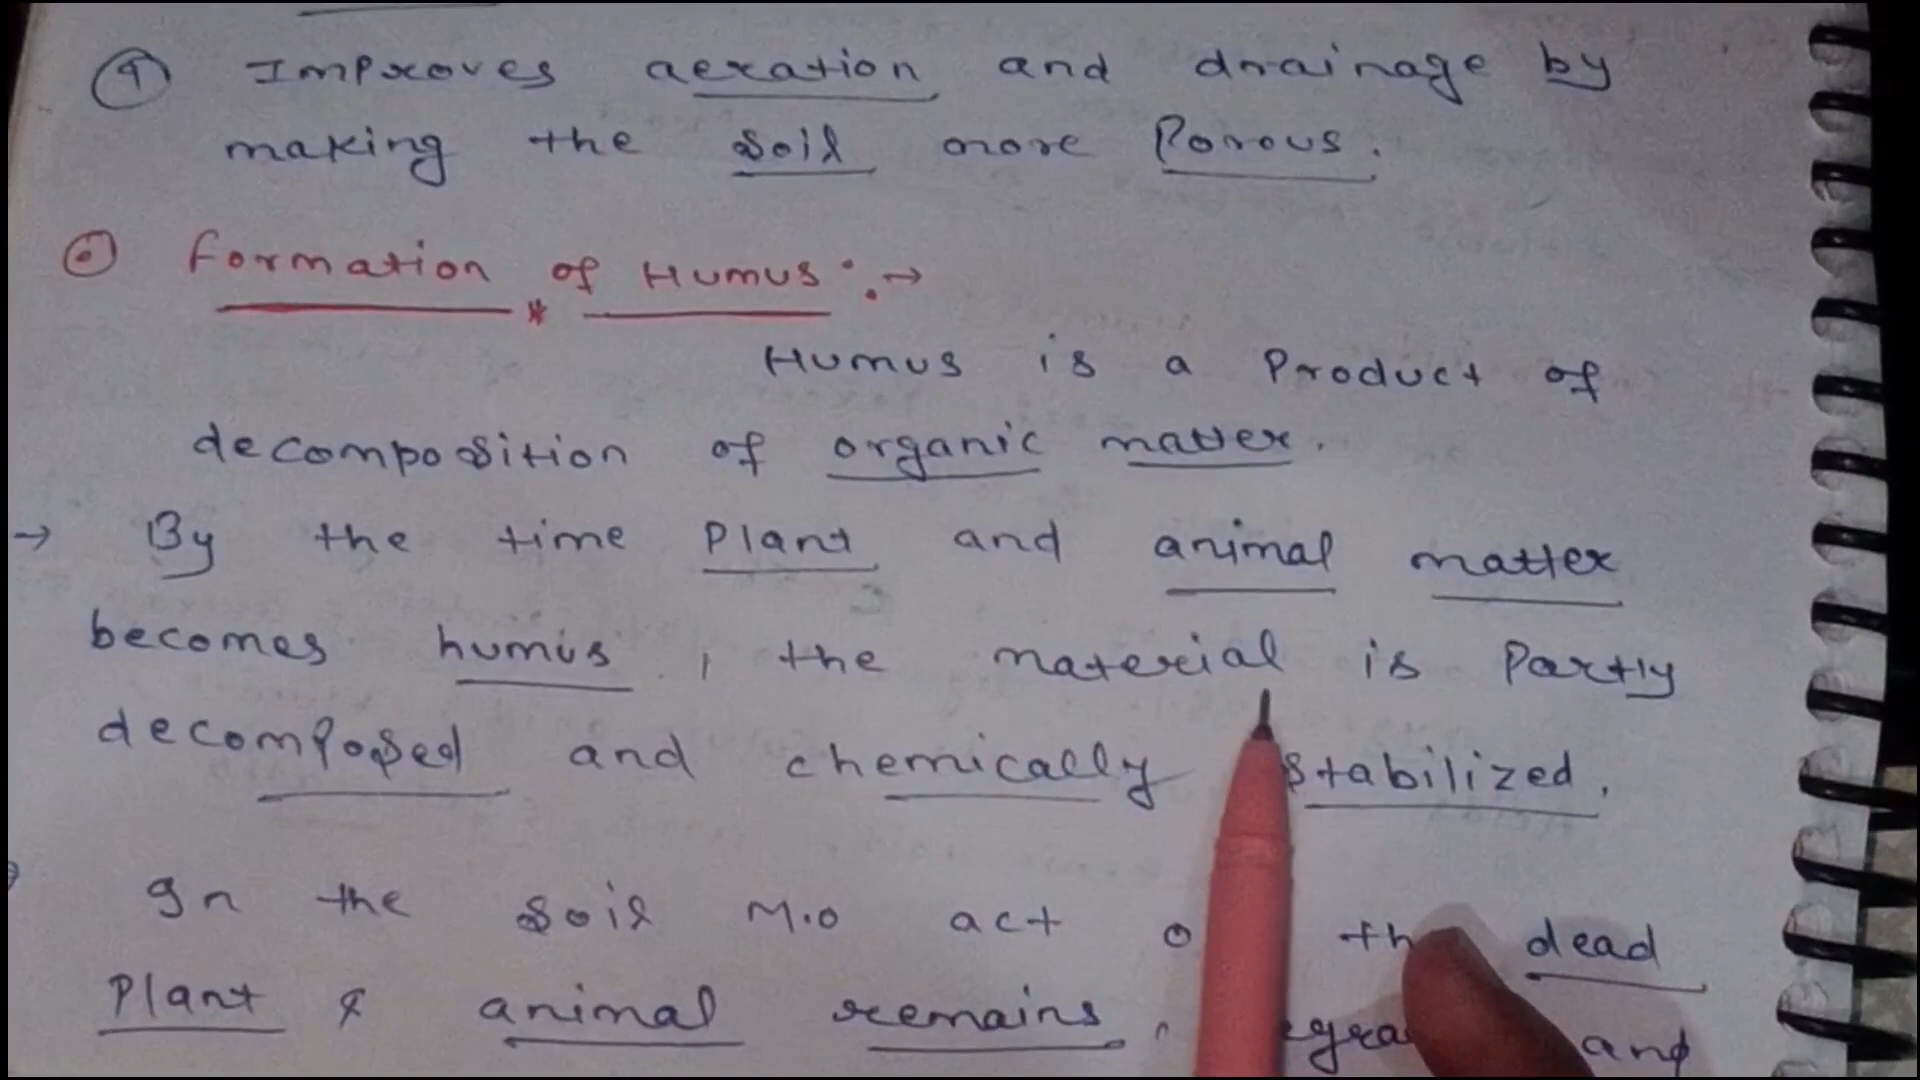 ④ Improves aeration and drainage by
making the soil more Porous.
Formation of Humus :→
Humus is a Product of
decomposition of organic matter.
→ By the time Plant and animal matter
becomes humus, the material is Partly
decomposed and chemically stabilized.
In the soil M.O act the dead
Plant & animal remains, and